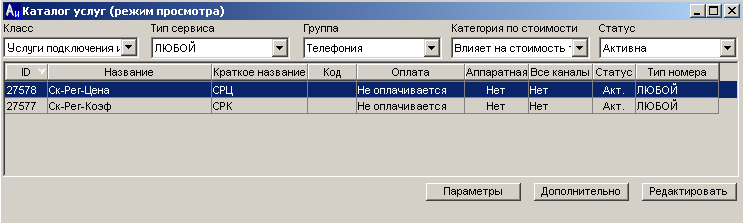 Каталог услуг (режим просмотра)
Класс Тип сервиса Группа Категория по стоимости Статус
Услуги подключения и ЛЮБОЙ Телефония Влияет на стоимость Активна
ID Название Краткое название Код Оплата Аппаратная Все каналы Статус Тип номера
27578 Ск-Рег-Цена СРЦ Не оплачивается Нет Нет Акт. ЛЮБОЙ
27577 Ск-Рег-Коэф СРК Не оплачивается Нет Нет Акт. ЛЮБОЙ
Параметры Дополнительно Редактировать